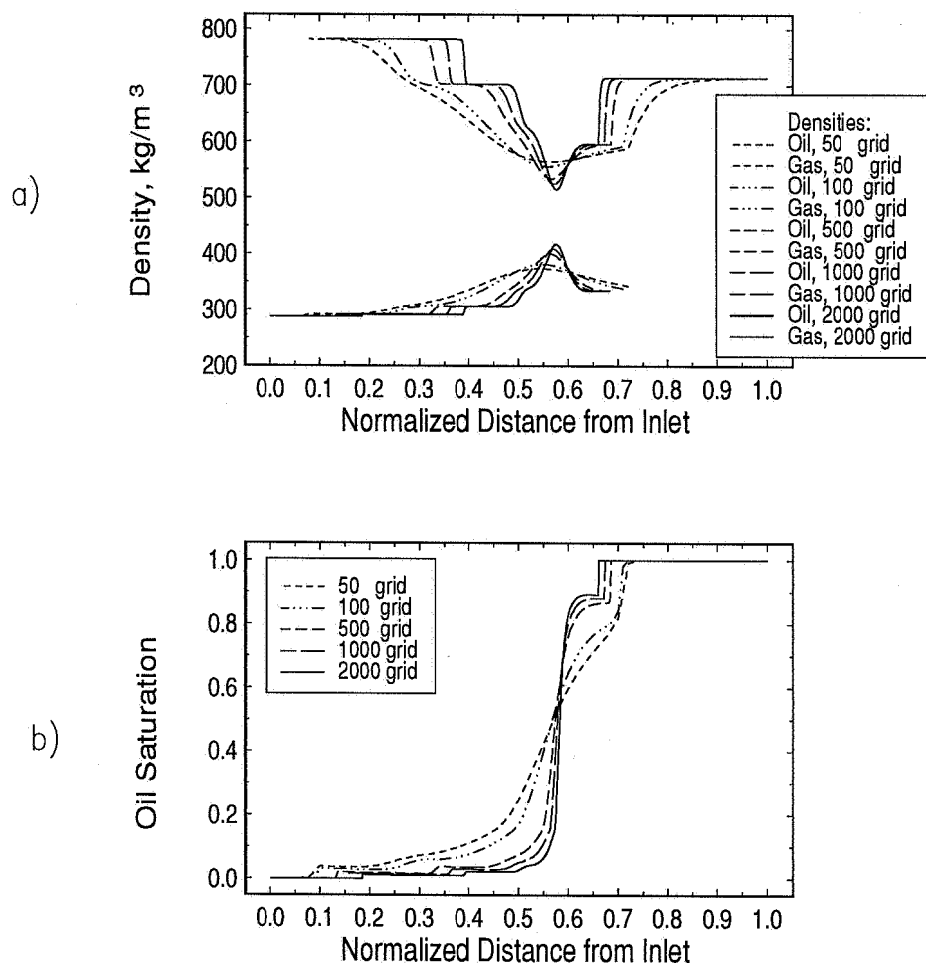 a)
Density, kg/m³
800
700
600
500
400
300
200
0.0 0.1 0.2 0.3 0.4 0.5 0.6 0.7 0.8 0.9 1.0
Normalized Distance from Inlet
Densities:
Oil, 50 grid
Gas, 50 grid
Oil, 100 grid
Gas, 100 grid
Oil, 500 grid
Gas, 500 grid
Oil, 1000 grid
Gas, 1000 grid
Oil, 2000 grid
Gas, 2000 grid
b)
Oil Saturation
1.0
0.8
0.6
0.4
0.2
0.0
50 grid
100 grid
500 grid
1000 grid
2000 grid
0.0 0.1 0.2 0.3 0.4 0.5 0.6 0.7 0.8 0.9 1.0
Normalized Distance from Inlet